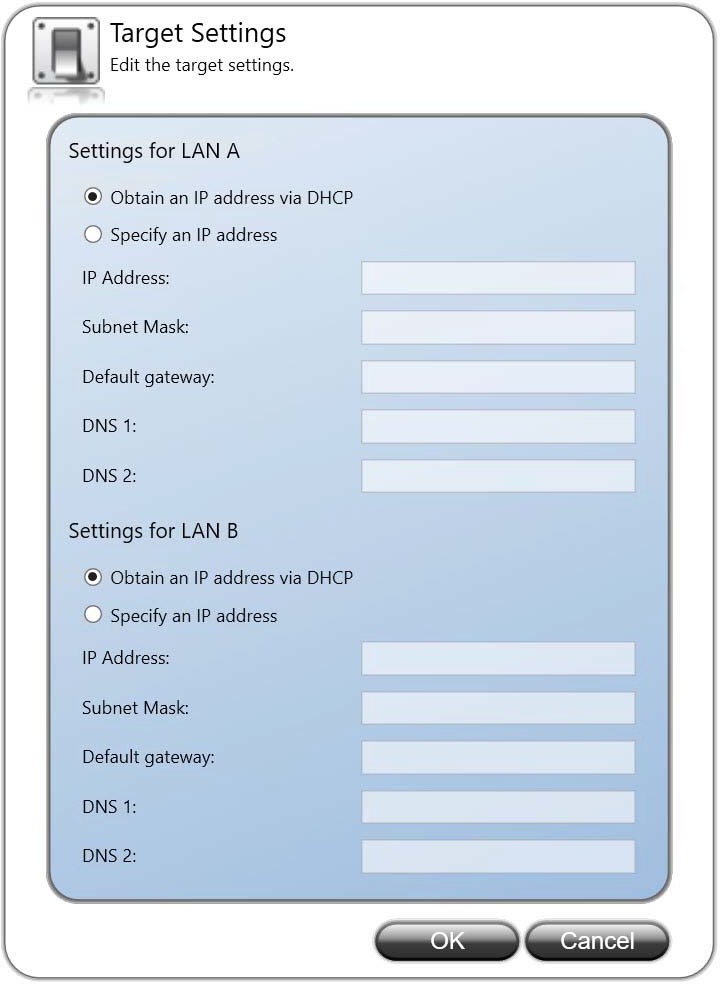 Target Settings
Edit the target settings.
Settings for LAN A
Obtain an IP address via DHCP
Specify an IP address
IP Address:
Subnet Mask:
Default gateway:
DNS 1:
DNS 2:
Settings for LAN B
Obtain an IP address via DHCP
Specify an IP address
IP Address:
Subnet Mask:
Default gateway:
DNS 1:
DNS 2:
OK Cancel